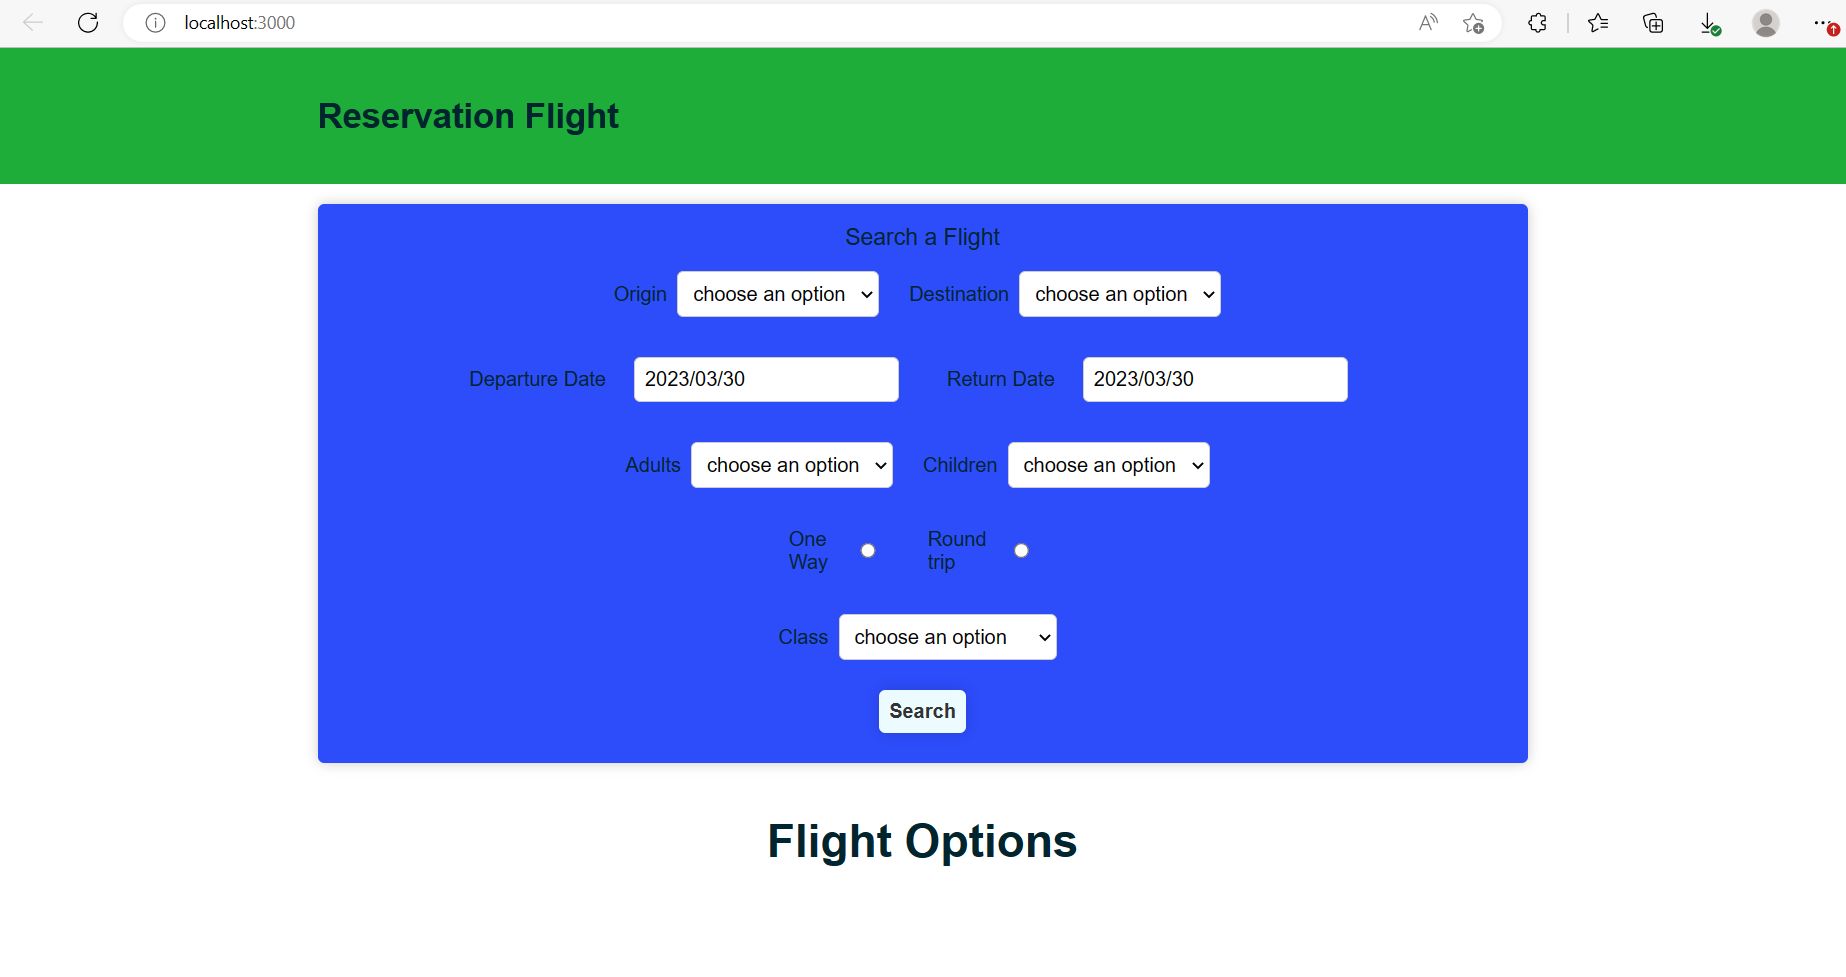 localhost:3000
Reservation Flight
Search a Flight
Origin choose an option Destination choose an option
Departure Date 2023/03/30 Return Date 2023/03/30
Adults choose an option Children choose an option
One Way Round trip
Class choose an option
Search
Flight Options